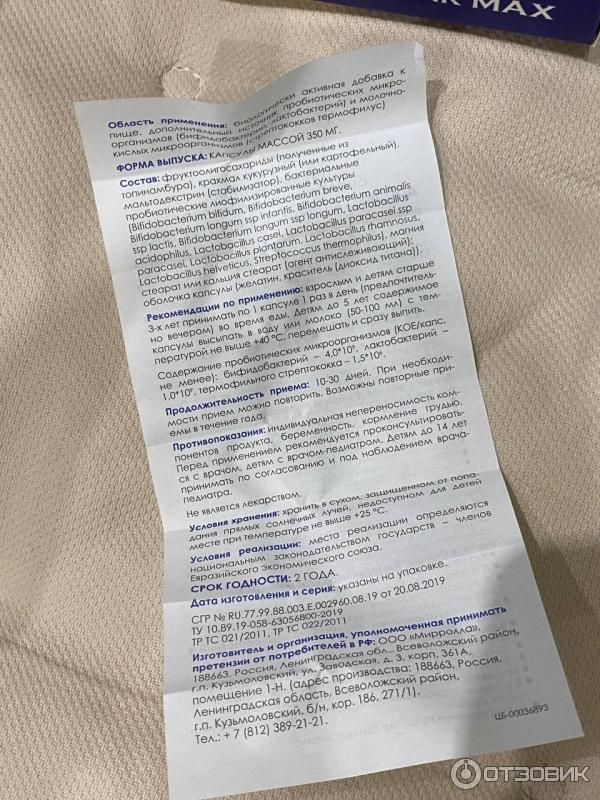 MAX
Область применения: биологически активная добавка к
пище, дополнительный источник пробиотических микро-
организмов (бифидобактерий, лактобактерий) и молочно-
кислых микроорганизмов (стрептококков термофилус)
ФОРМА ВЫПУСКА: КАПСУЛЫ МАССОЙ 350 МГ.
Состав: фруктоолигосахариды (полученные из
топинамбура), крахмал кукурузный (или картофельный),
мальтодекстрин (стабилизатор), бактериальные
пробиотические лиофилизированные культуры
(Bifidobacterium bifidum, Bifidobacterium breve,
Bifidobacterium longum ssp infantis, Bifidobacterium animalis
ssp lactis, Bifidobacterium longum ssp longum, Lactobacillus
acidophilus, Lactobacillus casei, Lactobacillus paracasei ssp
paracasei, Lactobacillus plantarum, Lactobacillus rhamnosus,
Lactobacillus helveticus, Streptococcus thermophilus), магния
стеарат или кальция стеарат (агент антислеживающий);
оболочка капсулы (желатин, краситель (диоксид титана)).
Рекомендации по применению: взрослым и детям старше
3-х лет принимать по 1 капсуле 1 раз в день (предпочтитель-
но вечером) во время еды. Детям до 5 лет содержимое
капсулы высыпать в воду или молоко (50-100 мл) с тем-
пературой не выше +40 °С, перемешать и сразу выпить.
Содержание пробиотических микроорганизмов (КОЕ/капс,
не менее): бифидобактерий – 4,0*10⁹, лактобактерий –
1,0*10⁹, термофильного стрептококка – 1,5*10⁸.
Продолжительность приема: 10-30 дней. При необходи-
мости прием можно повторить. Возможны повторные при-
емы в течение года.
Противопоказания: индивидуальная непереносимость ком-
понентов продукта, беременность, кормление грудью.
Перед применением рекомендуется проконсультировать-
ся с врачом, детям с врачом-педиатром. Детям до 14 лет
принимать по согласованию и под наблюдением врача-
педиатра.
Не является лекарством.
Условия хранения: хранить в сухом, защищенном от попа-
дания прямых солнечных лучей, недоступном для детей
месте при температуре не выше +25 °С.
Условия реализации: места реализации определяются
национальным законодательством государств – членов
Евразийского экономического союза.
СРОК ГОДНОСТИ: 2 ГОДА.
Дата изготовления и серия: указаны на упаковке.
СГР № RU.77.99.88.003.Е.002960.08.19 от 20.08.2019
ТУ 10.89.19-058-63056800-2019
ТР ТС 021/2011, ТР ТС 022/2011
Изготовитель и организация, уполномоченная принимать
претензии от потребителей в РФ: ООО «Мирролла»,
188663, Россия, Ленинградская обл., Всеволожский район,
г.п. Кузьмоловский, ул. Заводская, д. 3, корп. 361А,
помещение 1-Н. (адрес производства: 188663, Россия,
Ленинградская область, Всеволожский район,
г.п. Кузьмоловский, б/н, кор. 186, 271/1).
Тел.: + 7 (812) 389-21-21.
ЦБ-00036893
ОТЗОВИК